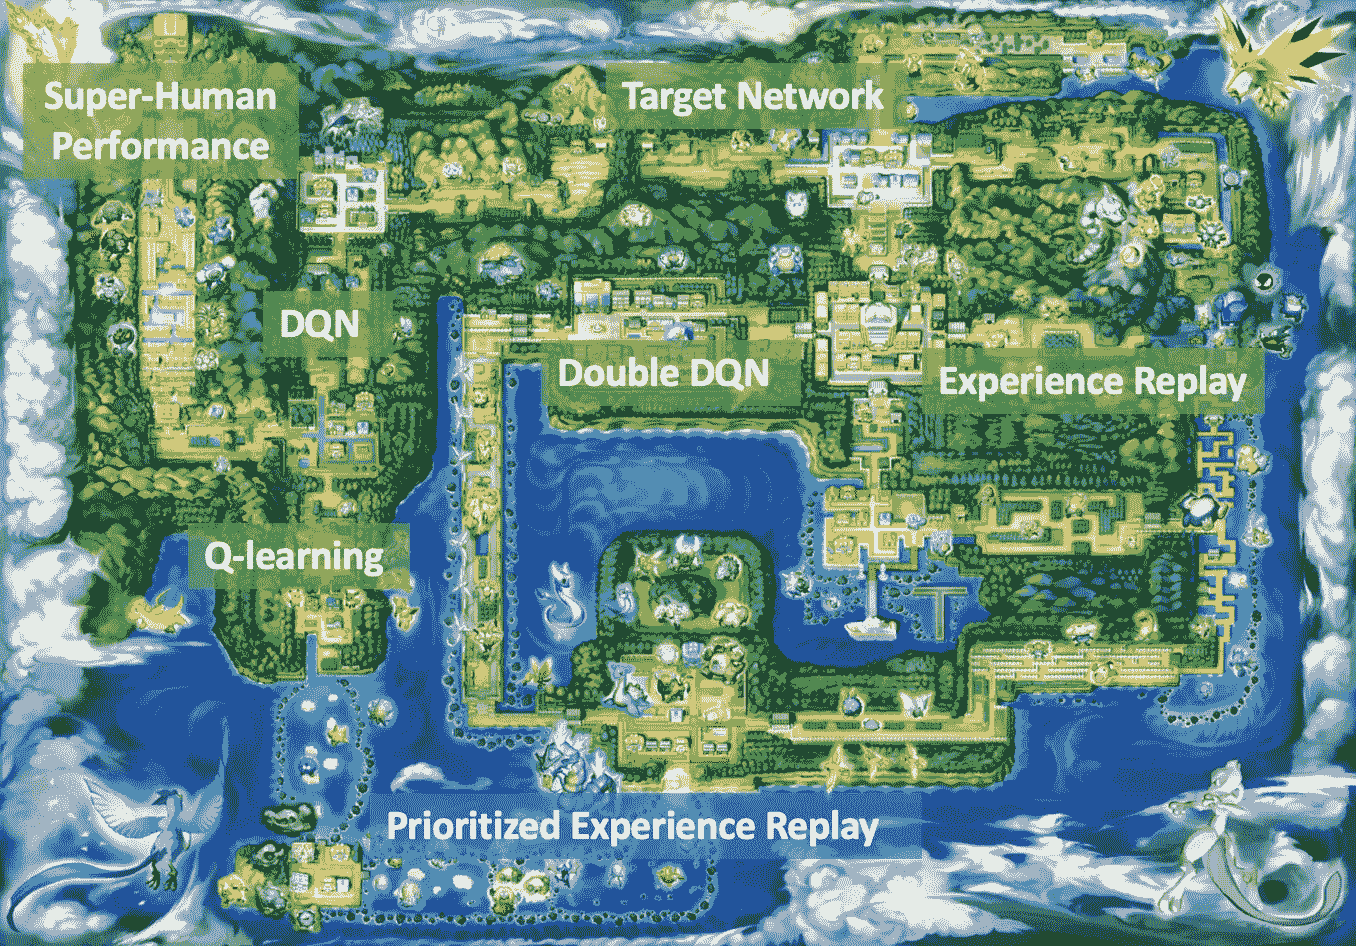 Super-Human
Performance
Target Network
DQN
Double DQN
Experience Replay
Q-learning
Prioritized Experience Replay